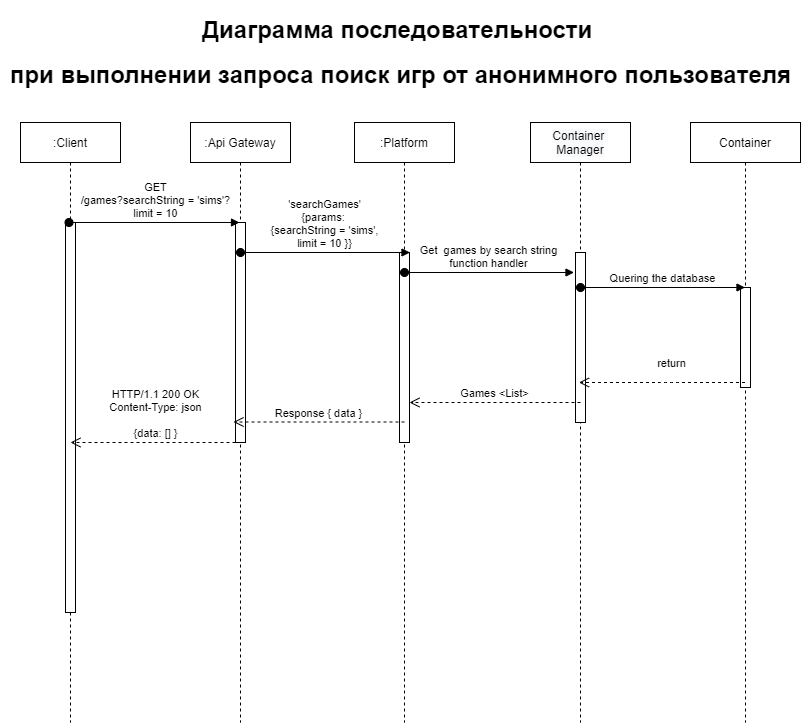 Диаграмма последовательности
при выполнении запроса поиск игр от анонимного пользователя
:Client
:Api Gateway
:Platform
Container
Manager
Container
GET
/games?searchString = 'sims'?
limit = 10
'searchGames'
{params:
{searchString = 'sims',
limit = 10 }}
Get games by search string
function handler
Quering the database
return
Games <List>
Response { data }
HTTP/1.1 200 OK
Content-Type: json
{data: [] }